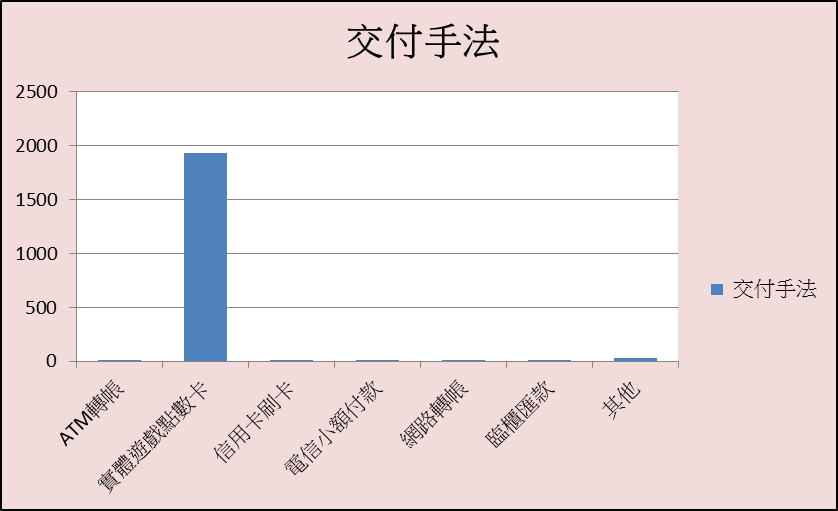 交付手法
2500
2000
1500
1000
500
0
ATM轉帳
實體遊戲點數卡
信用卡刷卡
電信小額付款
網路轉帳
臨櫃匯款
其他
交付手法